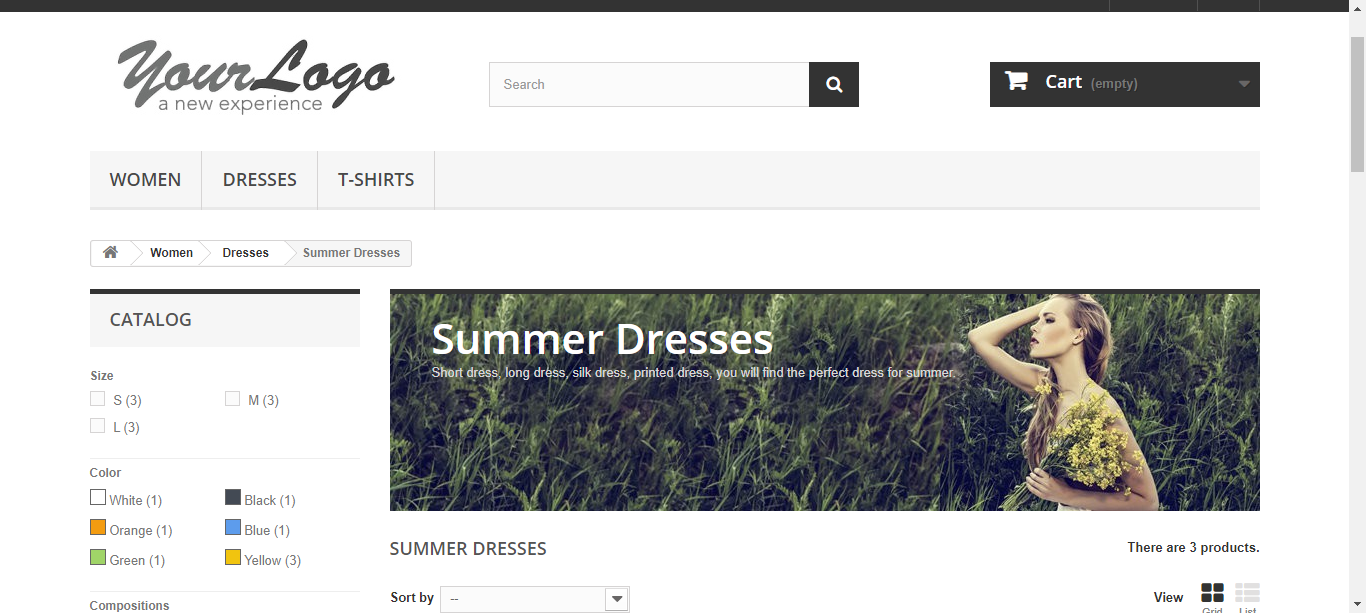 YourLogo
a new experience
Search
Cart (empty)
WOMEN DRESSES T-SHIRTS
Women Dresses Summer Dresses
CATALOG
Size
S (3) M (3)
L (3)
Color
White (1) Black (1)
Orange (1) Blue (1)
Green (1) Yellow (3)
Compositions
Summer Dresses
Short dress, long dress, silk dress, printed dress, you will find the perfect dress for summer.
SUMMER DRESSES There are 3 products.
Sort by -- View Grid List